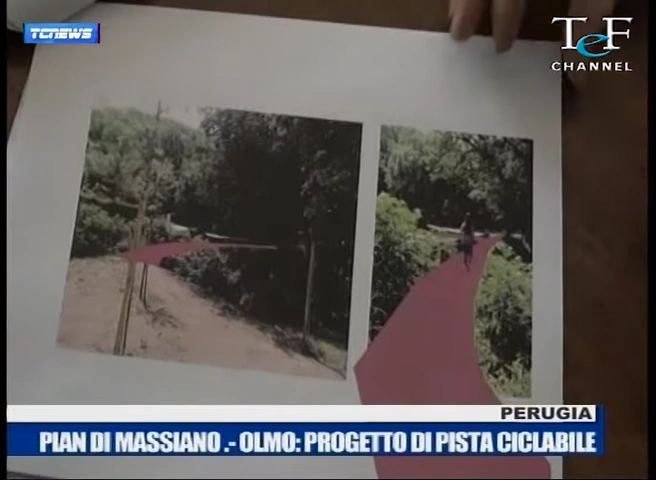 TCNEWS
TeF
CHANNEL
PERUGIA
PIAN DI MASSIANO .- OLMO: PROGETTO DI PISTA CICLABILE